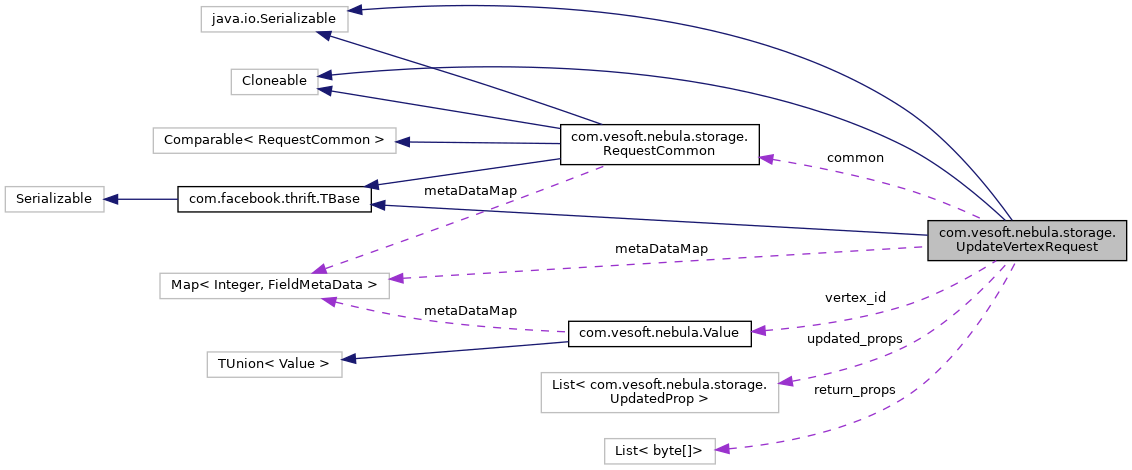 java.io.Serializable
Cloneable
com.vesoft.nebula.storage.
RequestCommon
Comparable< RequestCommon >
common
metaDataMap
Serializable
com.facebook.thrift.TBase
com.vesoft.nebula.storage.
UpdateVertexRequest
metaDataMap
Map< Integer, FieldMetaData >
vertex_id
metaDataMap
com.vesoft.nebula.Value
updated_props
TUnion< Value >
List< com.vesoft.nebula.storage.
UpdatedProp >
return_props
List< byte[]>